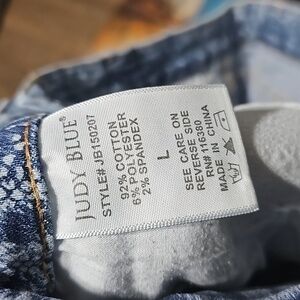 JUDY BLUE
STYLE# JB150207
92% COTTON
6% POLYESTER
2% SPANDEX
L
SEE CARE ON
REVERSE SIDE
RN# 116380
MADE IN CHINA